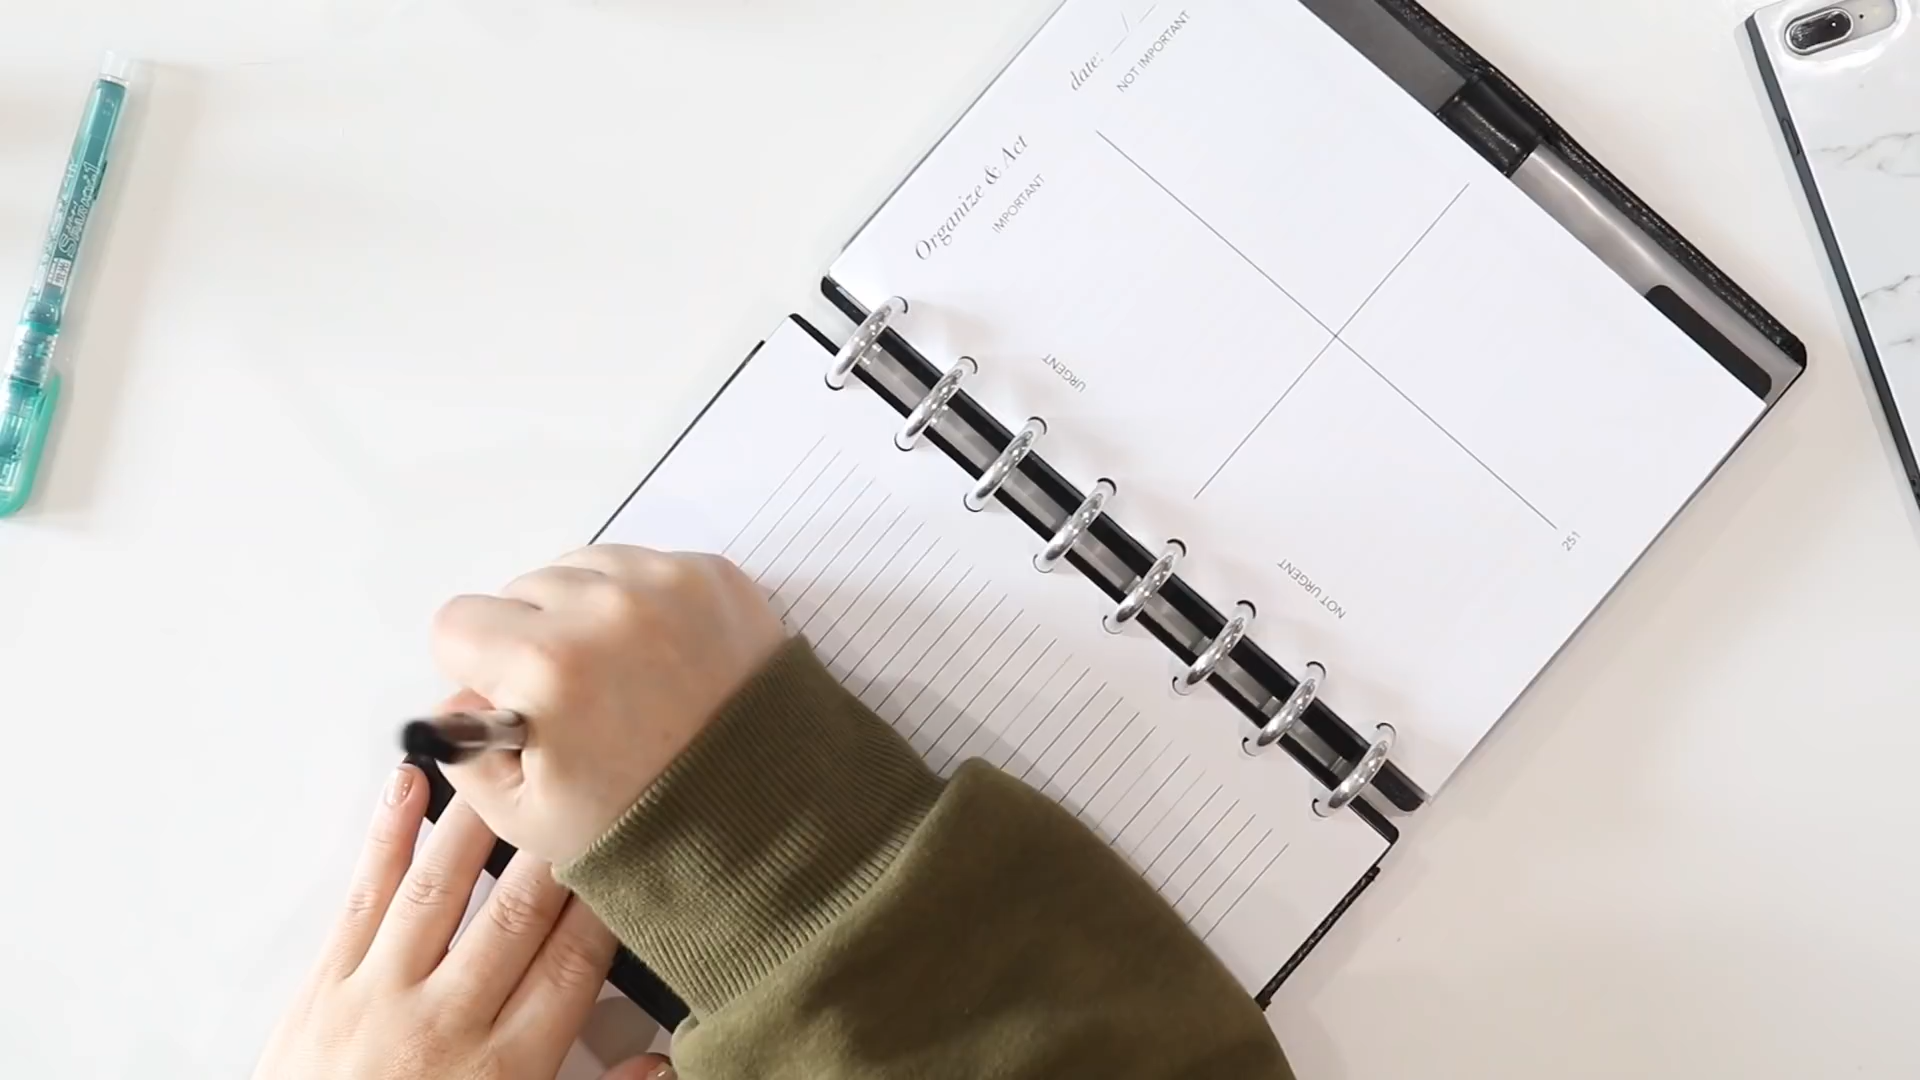 Organize & Act
date: __/__
IMPORTANT
NOT IMPORTANT
URGENT
NOT URGENT
251